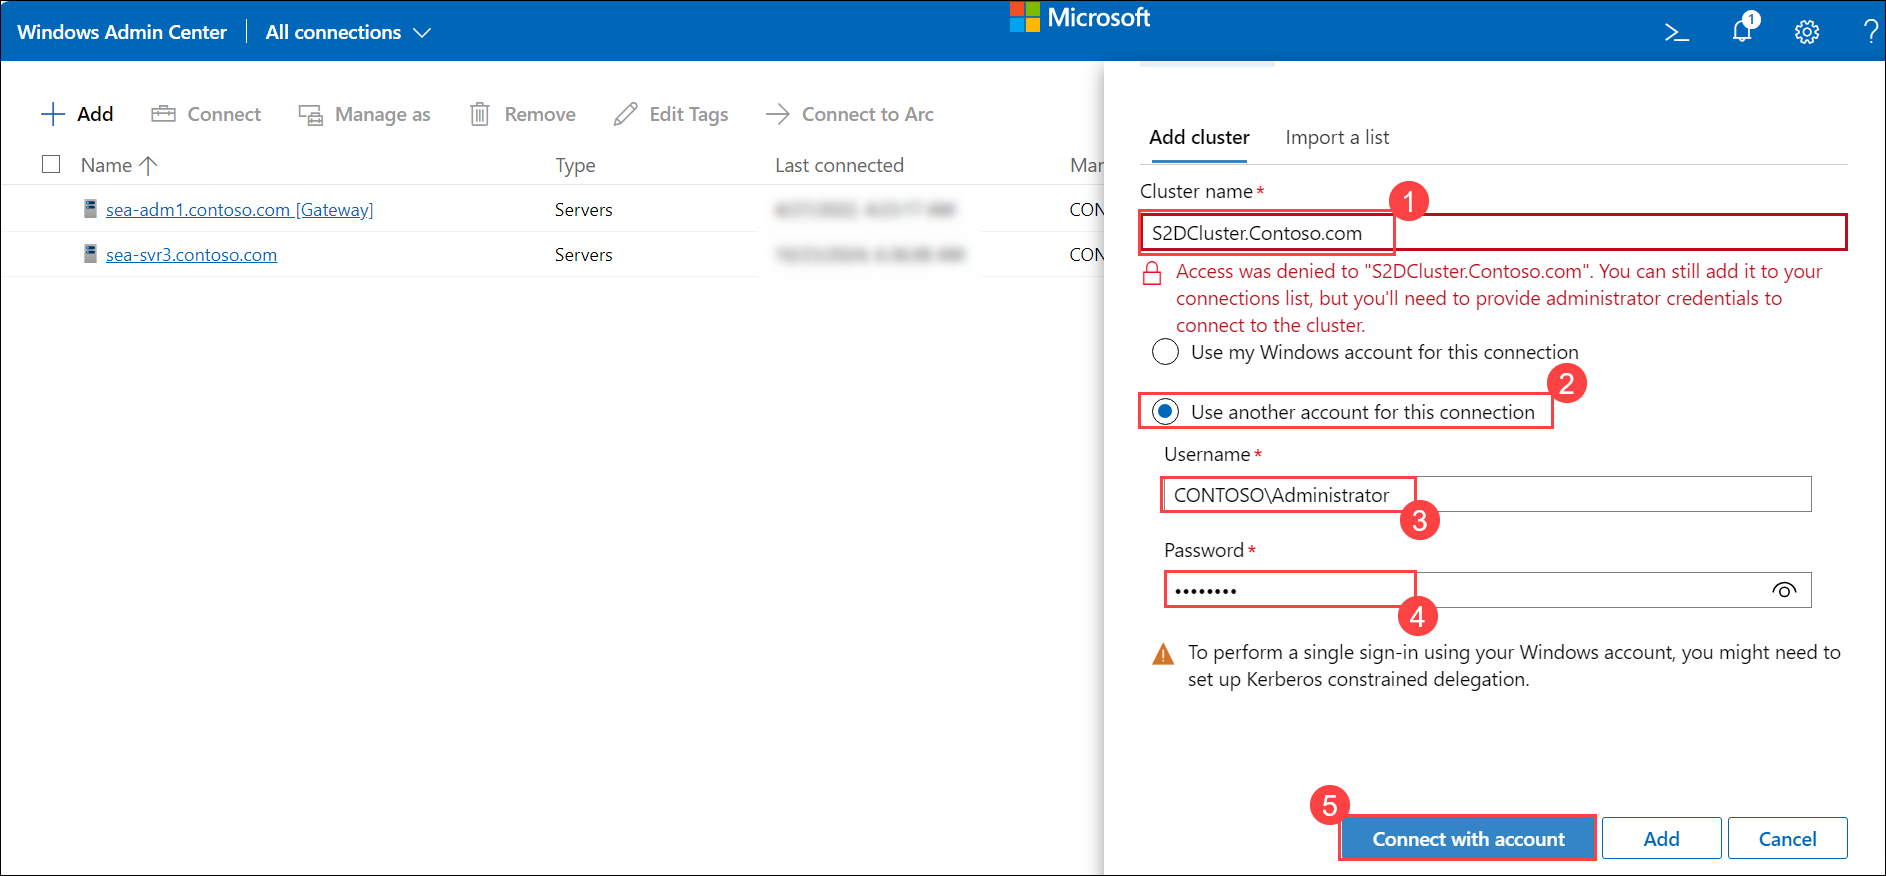 Windows Admin Center
All connections
Microsoft
1
?
Add
Connect
Manage as
Remove
Edit Tags
Connect to Arc
Name
Type
Last connected
Mar
sea-adm1.contoso.com [Gateway]
Servers
CON
sea-svr3.contoso.com
Servers
CON
Add cluster
Import a list
Cluster name*
1
S2DCluster.Contoso.com
Access was denied to "S2DCluster.Contoso.com". You can still add it to your
connections list, but you'll need to provide administrator credentials to
connect to the cluster.
Use my Windows account for this connection
2
Use another account for this connection
Username*
CONTOSO\Administrator
3
Password*
••••••••
4
To perform a single sign-in using your Windows account, you might need to
set up Kerberos constrained delegation.
5
Connect with account
Add
Cancel